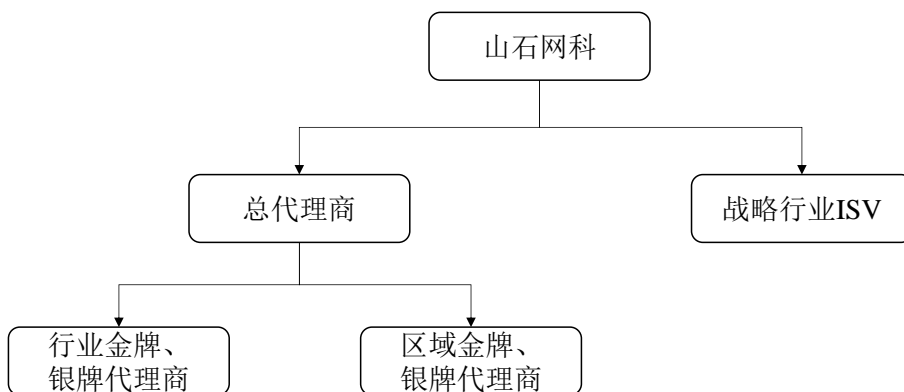 山石网科
总代理商
战略行业ISV
行业金牌、
银牌代理商
区域金牌、
银牌代理商